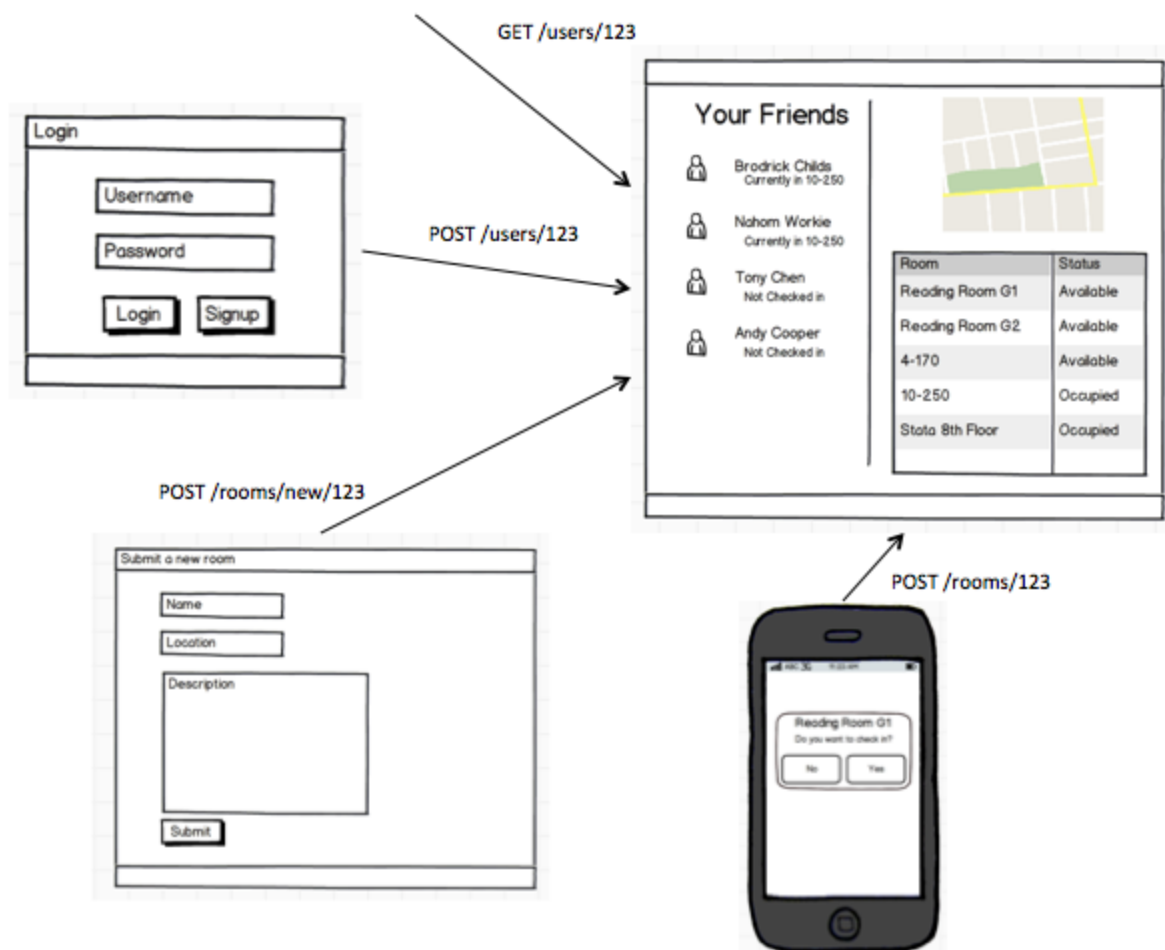 GET /users/123
Login
Username
Password
Login
Signup
POST /users/123
Your Friends
Brodrick Childs
Currently in 10-250
Nahom Workie
Currently in 10-250
Tony Chen
Not Checked in
Andy Cooper
Not Checked in
Room Status
Reading Room G1 Available
Reading Room G2 Available
4-170 Available
10-250 Occupied
Stata 8th Floor Occupied
POST /rooms/new/123
Submit a new room
Name
Location
Description
Submit
POST /rooms/123
ABC 3G
Reading Room G1
Do you want to check in?
No
Yes